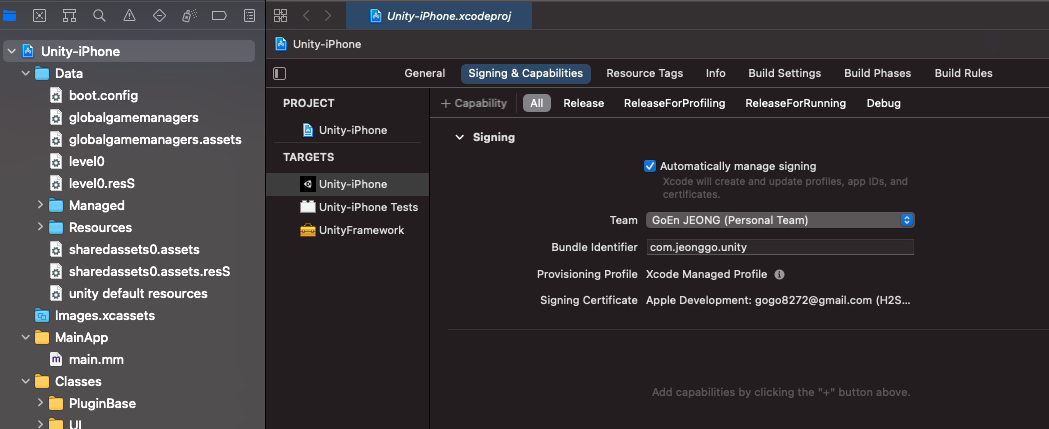 Unity-iPhone.xcodeproj
Unity-iPhone
Unity-iPhone
Data
boot.config
globalgamemanagers
globalgamemanagers.assets
level0
level0.resS
Managed
Resources
sharedassets0.assets
sharedassets0.assets.resS
unity default resources
Images.xcassets
MainApp
main.mm
Classes
PluginBase
UI
General Signing & Capabilities Resource Tags Info Build Settings Build Phases Build Rules
PROJECT
Unity-iPhone
TARGETS
Unity-iPhone
Unity-iPhone Tests
UnityFramework
+ Capability All Release ReleaseForProfiling ReleaseForRunning Debug
Signing
Automatically manage signing
Xcode will create and update profiles, app IDs, and
certificates.
Team GoEn JEONG (Personal Team)
Bundle Identifier com.jeonggo.unity
Provisioning Profile Xcode Managed Profile
Signing Certificate Apple Development: gogo8272@gmail.com (H2S...
Add capabilities by clicking the "+" button above.